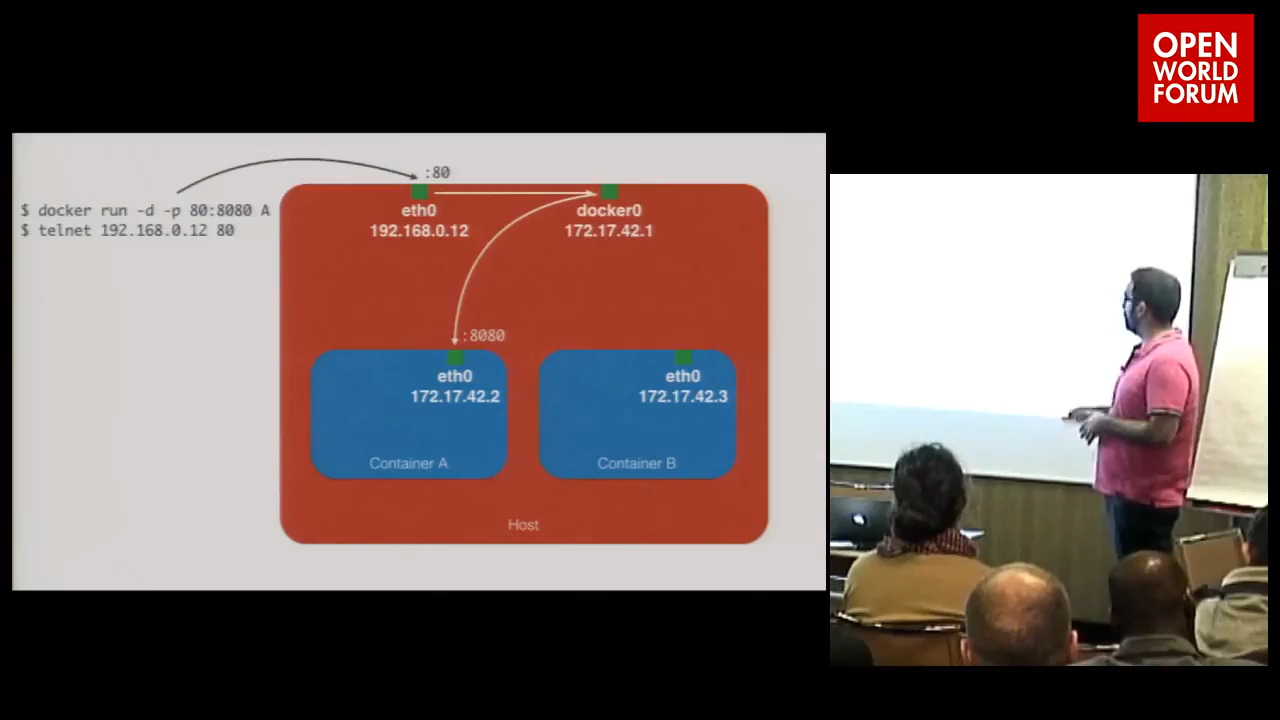 OPEN
WORLD
FORUM
:80
$ docker run -d -p 80:8080 A
$ telnet 192.168.0.12 80
eth0
192.168.0.12
docker0
172.17.42.1
:8080
eth0
172.17.42.2
eth0
172.17.42.3
Container A
Container B
Host